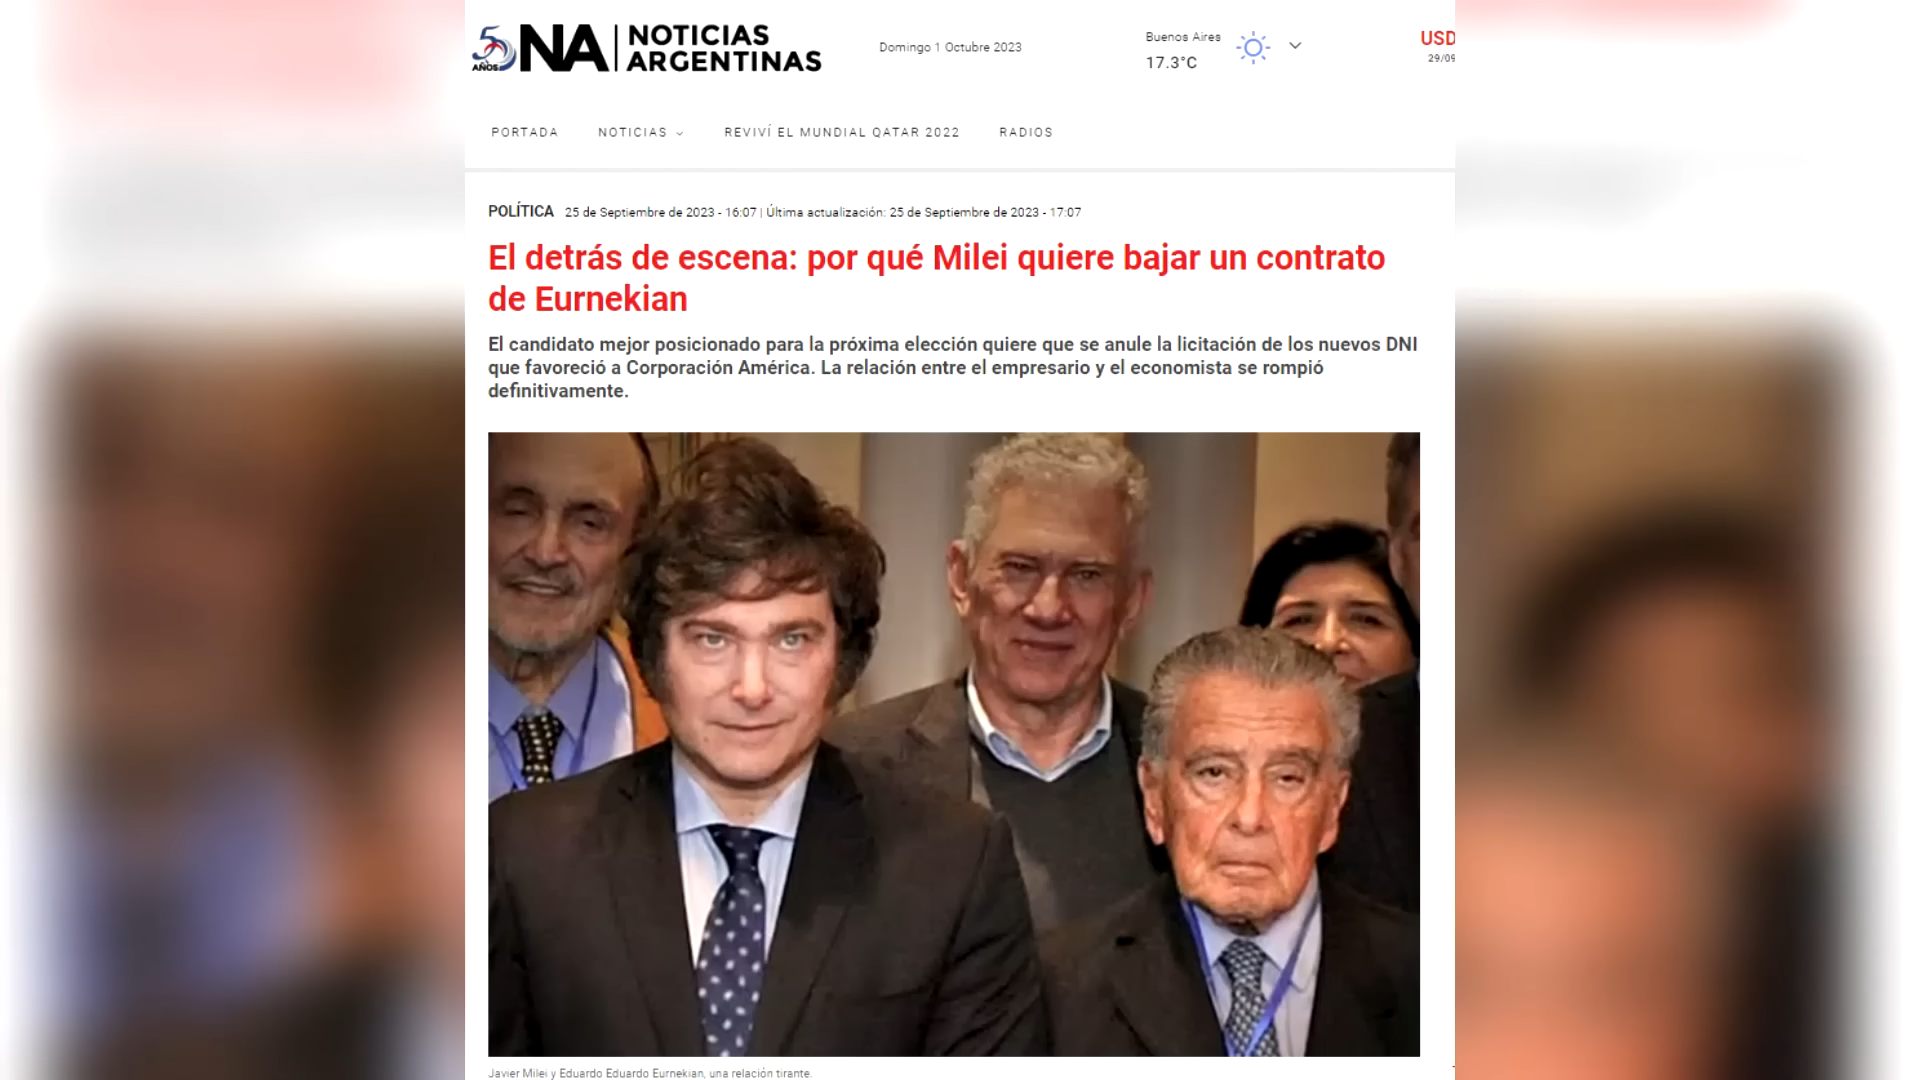 50 AÑOS NA NOTICIAS ARGENTINAS
Domingo 1 Octubre 2023
Buenos Aires
17.3°C
USD
29/09
PORTADA NOTICIAS REVIVÍ EL MUNDIAL QATAR 2022 RADIOS
POLÍTICA 25 de Septiembre de 2023 - 16:07 | Última actualización: 25 de Septiembre de 2023 - 17:07
El detrás de escena: por qué Milei quiere bajar un contrato
de Eurnekian
El candidato mejor posicionado para la próxima elección quiere que se anule la licitación de los nuevos DNI
que favoreció a Corporación América. La relación entre el empresario y el economista se rompió
definitivamente.
Javier Milei y Eduardo Eduardo Eurnekian, una relación tirante.